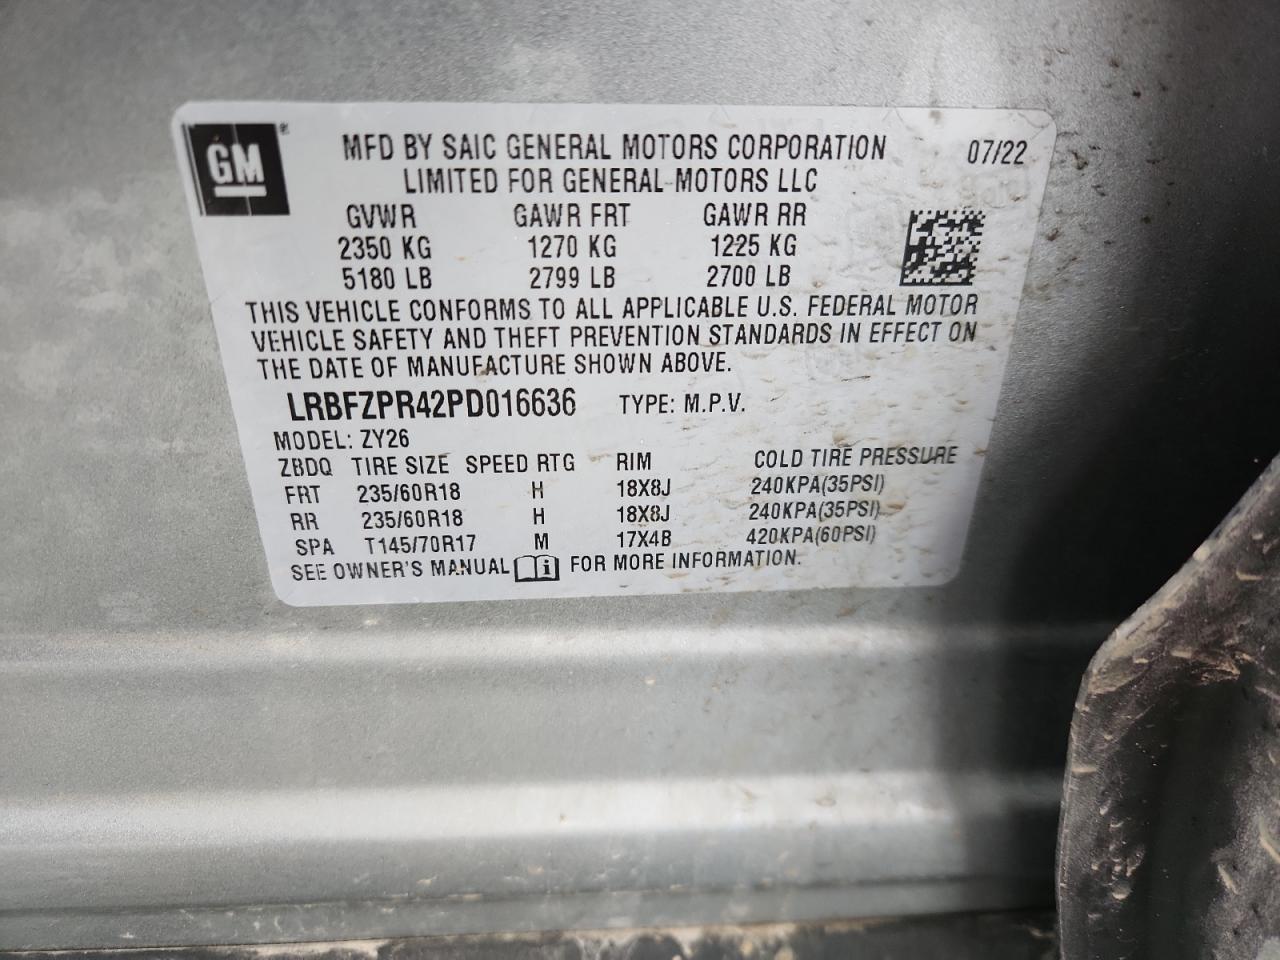 GM
MFD BY SAIC GENERAL MOTORS CORPORATION 07/22
LIMITED FOR GENERAL MOTORS LLC
GVWR GAWR FRT GAWR RR
2350 KG 1270 KG 1225 KG
5180 LB 2799 LB 2700 LB
THIS VEHICLE CONFORMS TO ALL APPLICABLE U.S. FEDERAL MOTOR
VEHICLE SAFETY AND THEFT PREVENTION STANDARDS IN EFFECT ON
THE DATE OF MANUFACTURE SHOWN ABOVE.
LRBFZPR42PD016636 TYPE: M.P.V.
MODEL: ZY26
ZBDQ TIRE SIZE SPEED RTG RIM COLD TIRE PRESSURE
FRT 235/60R18 H 18X8J 240KPA(35PSI)
RR 235/60R18 H 18X8J 240KPA(35PSI)
SPA T145/70R17 M 17X4B 420KPA(60PSI)
SEE OWNER'S MANUAL FOR MORE INFORMATION.